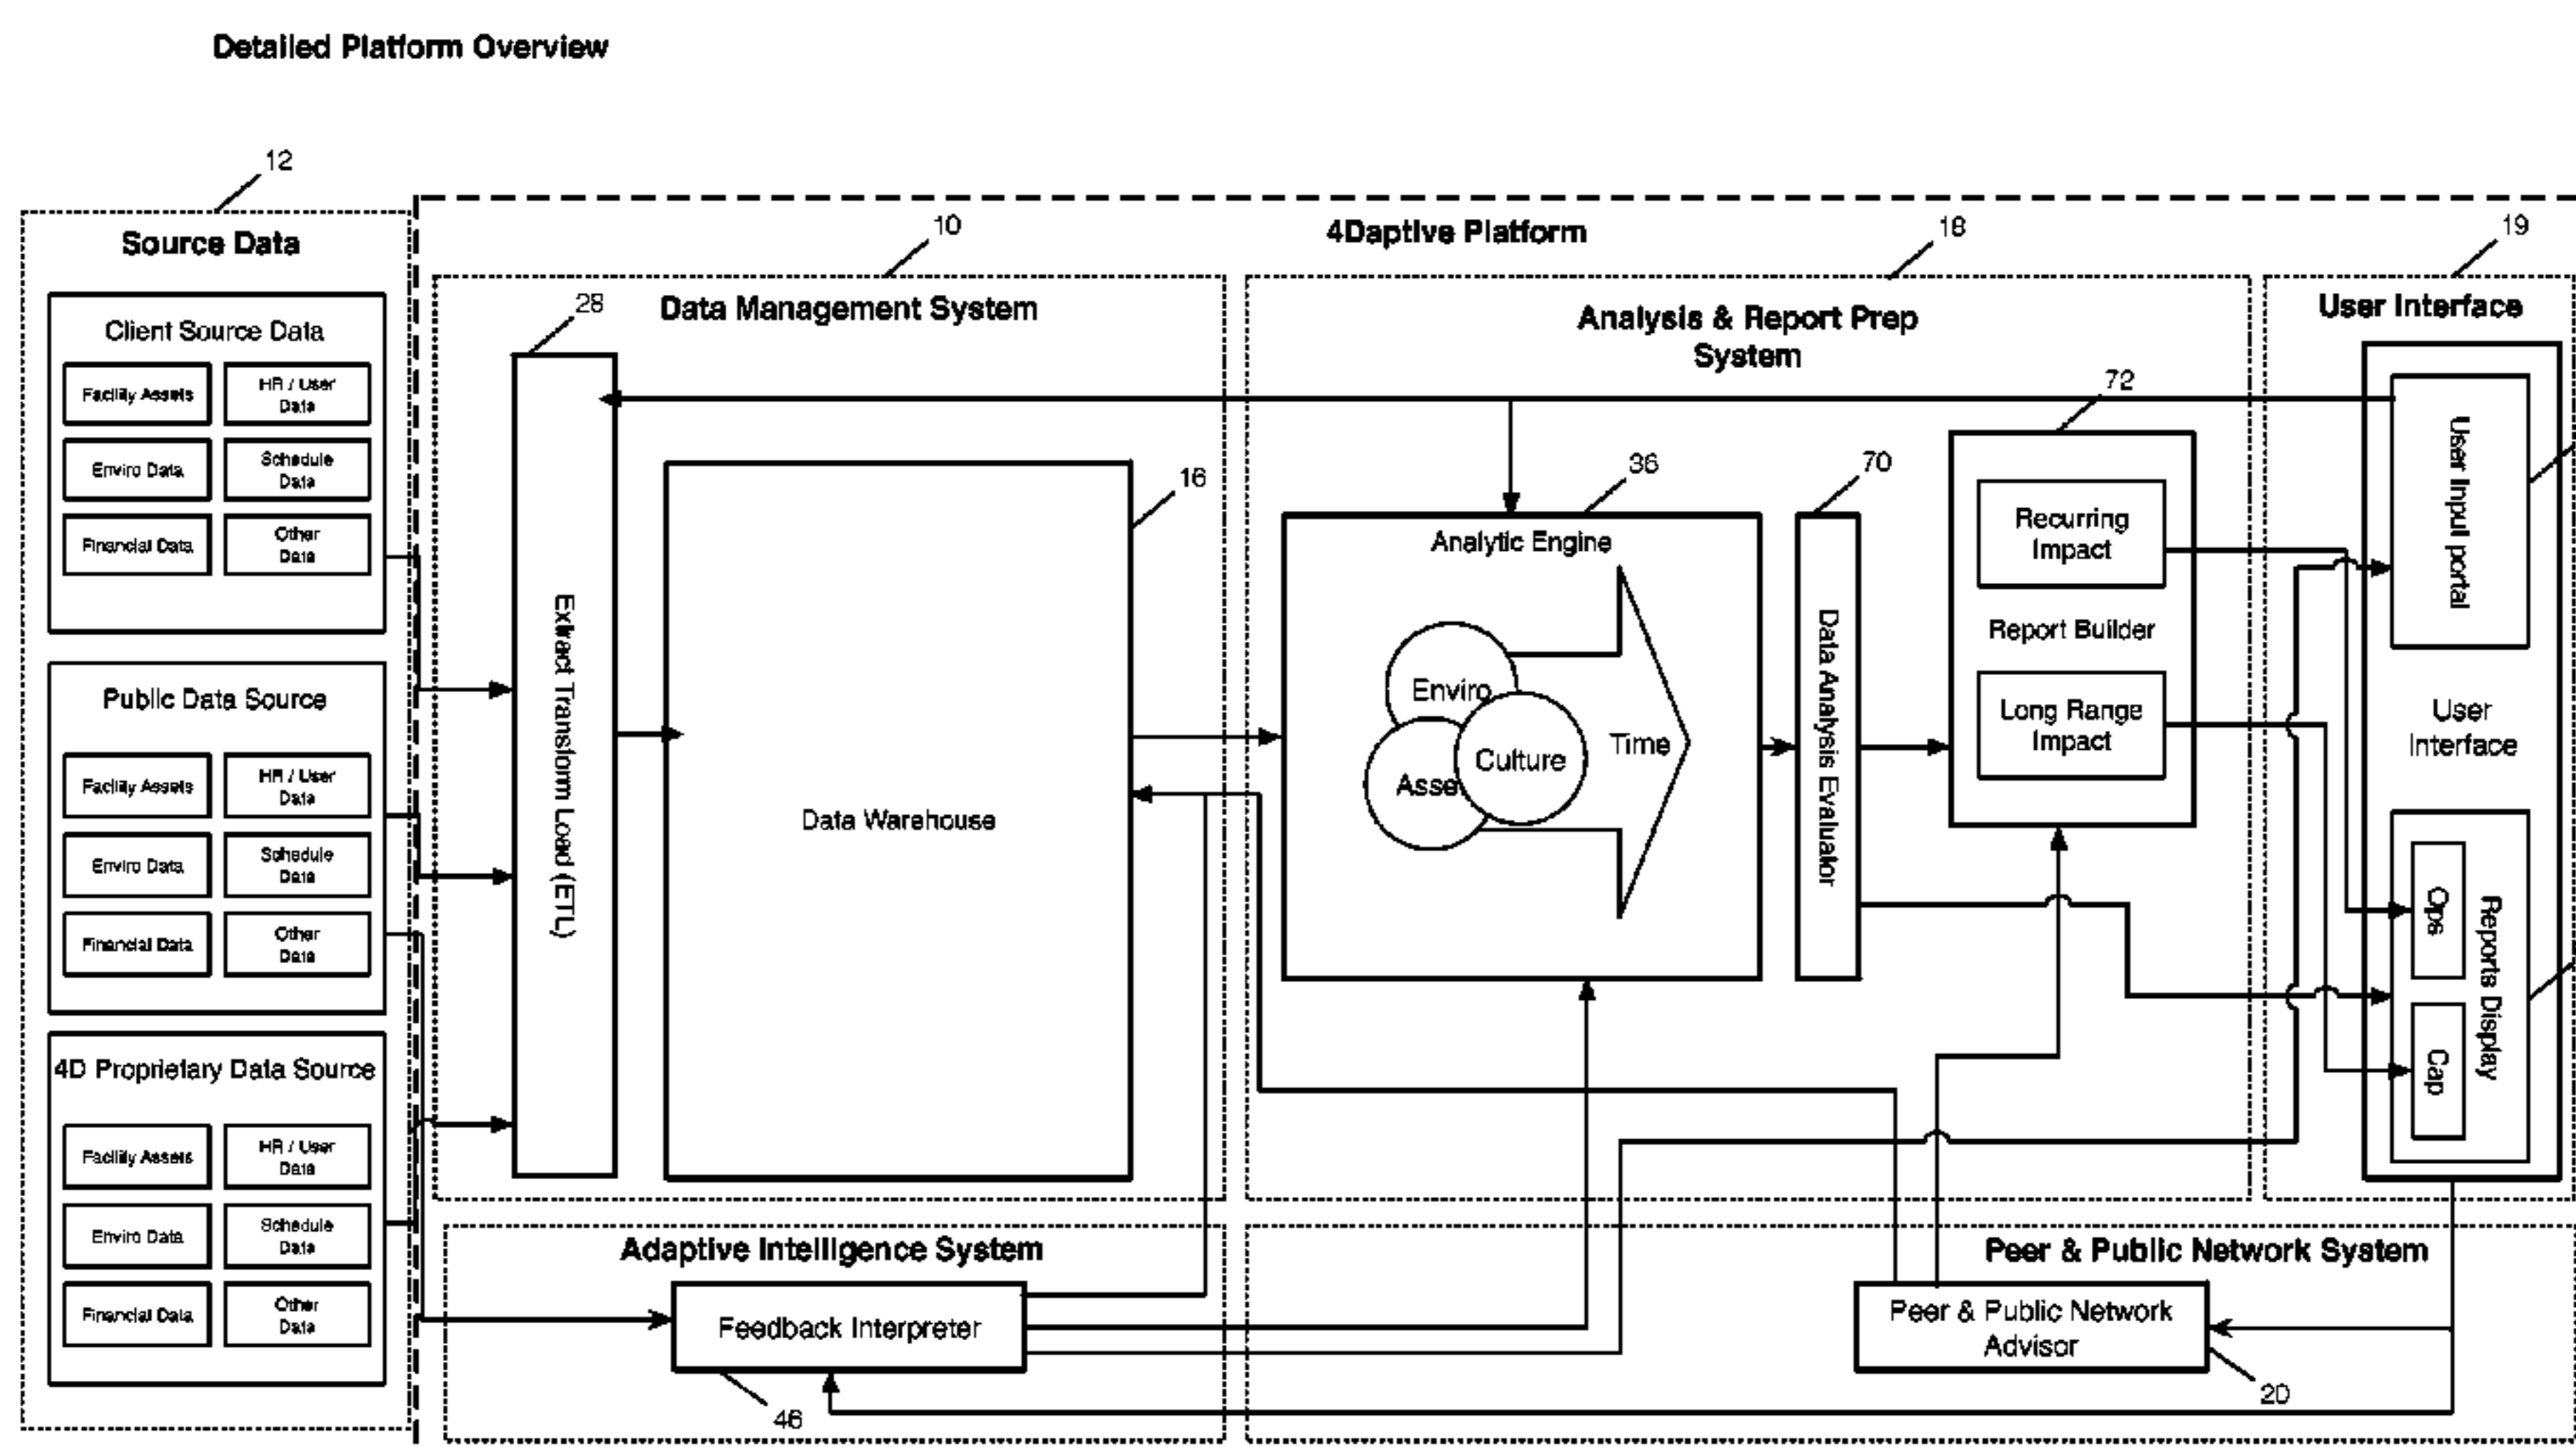 Detailed Platform Overview
12
Source Data
Client Source Data
Facility Assets
HR / User
Data
Enviro Data
Schedule
Data
Financial Data
Other
Data
Public Data Source
Facility Assets
HR / User
Data
Enviro Data
Schedule
Data
Financial Data
Other
Data
4D Proprietary Data Source
Facility Assets
HR / User
Data
Enviro Data
Schedule
Data
Financial Data
Other
Data
4Daptive Platform
10
Data Management System
28
Extract Transform Load (ETL)
16
Data Warehouse
18
Analysis & Report Prep
System
36
Analytic Engine
Enviro
Asse
Culture
Time
70
Data Analysis Evaluator
72
Recurring
Impact
Report Builder
Long Range
Impact
19
User Interface
User Input portal
User
Interface
Ops
Cap
Reports Display
Adaptive Intelligence System
Feedback Interpreter
46
Peer & Public Network System
Peer & Public Network
Advisor
20